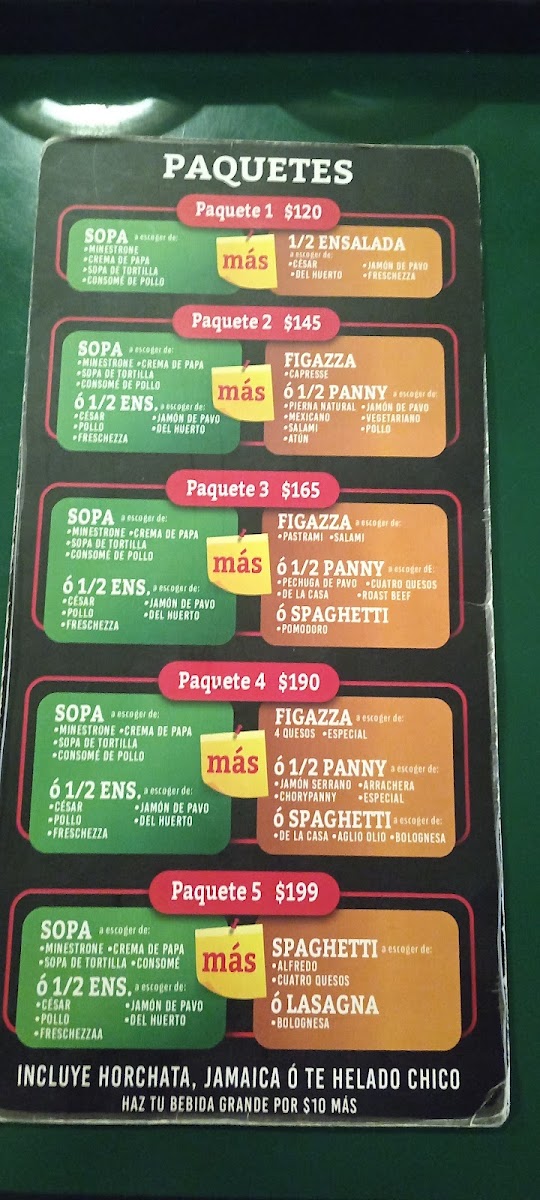 PAQUETES
Paquete 1 $120
SOPA a escoger de:
•MINESTRONE
•CREMA DE PAPA
•SOPA DE TORTILLA
•CONSOMÉ DE POLLO
más
1/2 ENSALADA
a escoger de:
•CÉSAR •JAMÓN DE PAVO
•DEL HUERTO •FRESCHEZZA
Paquete 2 $145
SOPA a escoger de:
•MINESTRONE •CREMA DE PAPA
•SOPA DE TORTILLA
•CONSOMÉ DE POLLO
ó 1/2 ENS. a escoger de:
•CÉSAR •JAMÓN DE PAVO
•POLLO •DEL HUERTO
•FRESCHEZZA
más
FIGAZZA
•CAPRESSE
Ó 1/2 PANNY a escoger de:
•PIERNA NATURAL •JAMÓN DE PAVO
•MEXICANO •VEGETARIANO
•SALAMI •POLLO
•ATÚN
Paquete 3 $165
SOPA a escoger de:
•MINESTRONE •CREMA DE PAPA
•SOPA DE TORTILLA
•CONSOMÉ DE POLLO
ó 1/2 ENS. a escoger de:
•CÉSAR •JAMÓN DE PAVO
•POLLO •DEL HUERTO
•FRESCHEZZA
más
FIGAZZA a escoger de:
•PASTRAMI •SALAMI
ó 1/2 PANNY a escoger dE:
•PECHUGA DE PAVO •CUATRO QUESOS
•DE LA CASA •ROAST BEEF
ó SPAGHETTI
•POMODORO
Paquete 4 $190
SOPA a escoger de:
•MINESTRONE •CREMA DE PAPA
•SOPA DE TORTILLA
•CONSOMÉ DE POLLO
ó 1/2 ENS. a escoger de:
•CÉSAR •JAMÓN DE PAVO
•POLLO •DEL HUERTO
•FRESCHEZZA
más
FIGAZZA a escoger de:
4 QUESOS •ESPECIAL
ó 1/2 PANNY a escoger de:
•JAMÓN SERRANO •ARRACHERA
•CHORYPANNY •ESPECIAL
ó SPAGHETTI a escoger de:
•DE LA CASA •AGLIO OLIO •BOLOGNESA
Paquete 5 $199
SOPA a escoger de:
•MINESTRONE •CREMA DE PAPA
•SOPA DE TORTILLA •CONSOMÉ
ó 1/2 ENS. a escoger de:
•CÉSAR •JAMÓN DE PAVO
•POLLO •DEL HUERTO
•FRESCHEZZAA
más
SPAGHETTI a escoger de:
•ALFREDO
•CUATRO QUESOS
ó LASAGNA
•BOLOGNESA
INCLUYE HORCHATA, JAMAICA Ó TE HELADO CHICO
HAZ TU BEBIDA GRANDE POR $10 MÁS